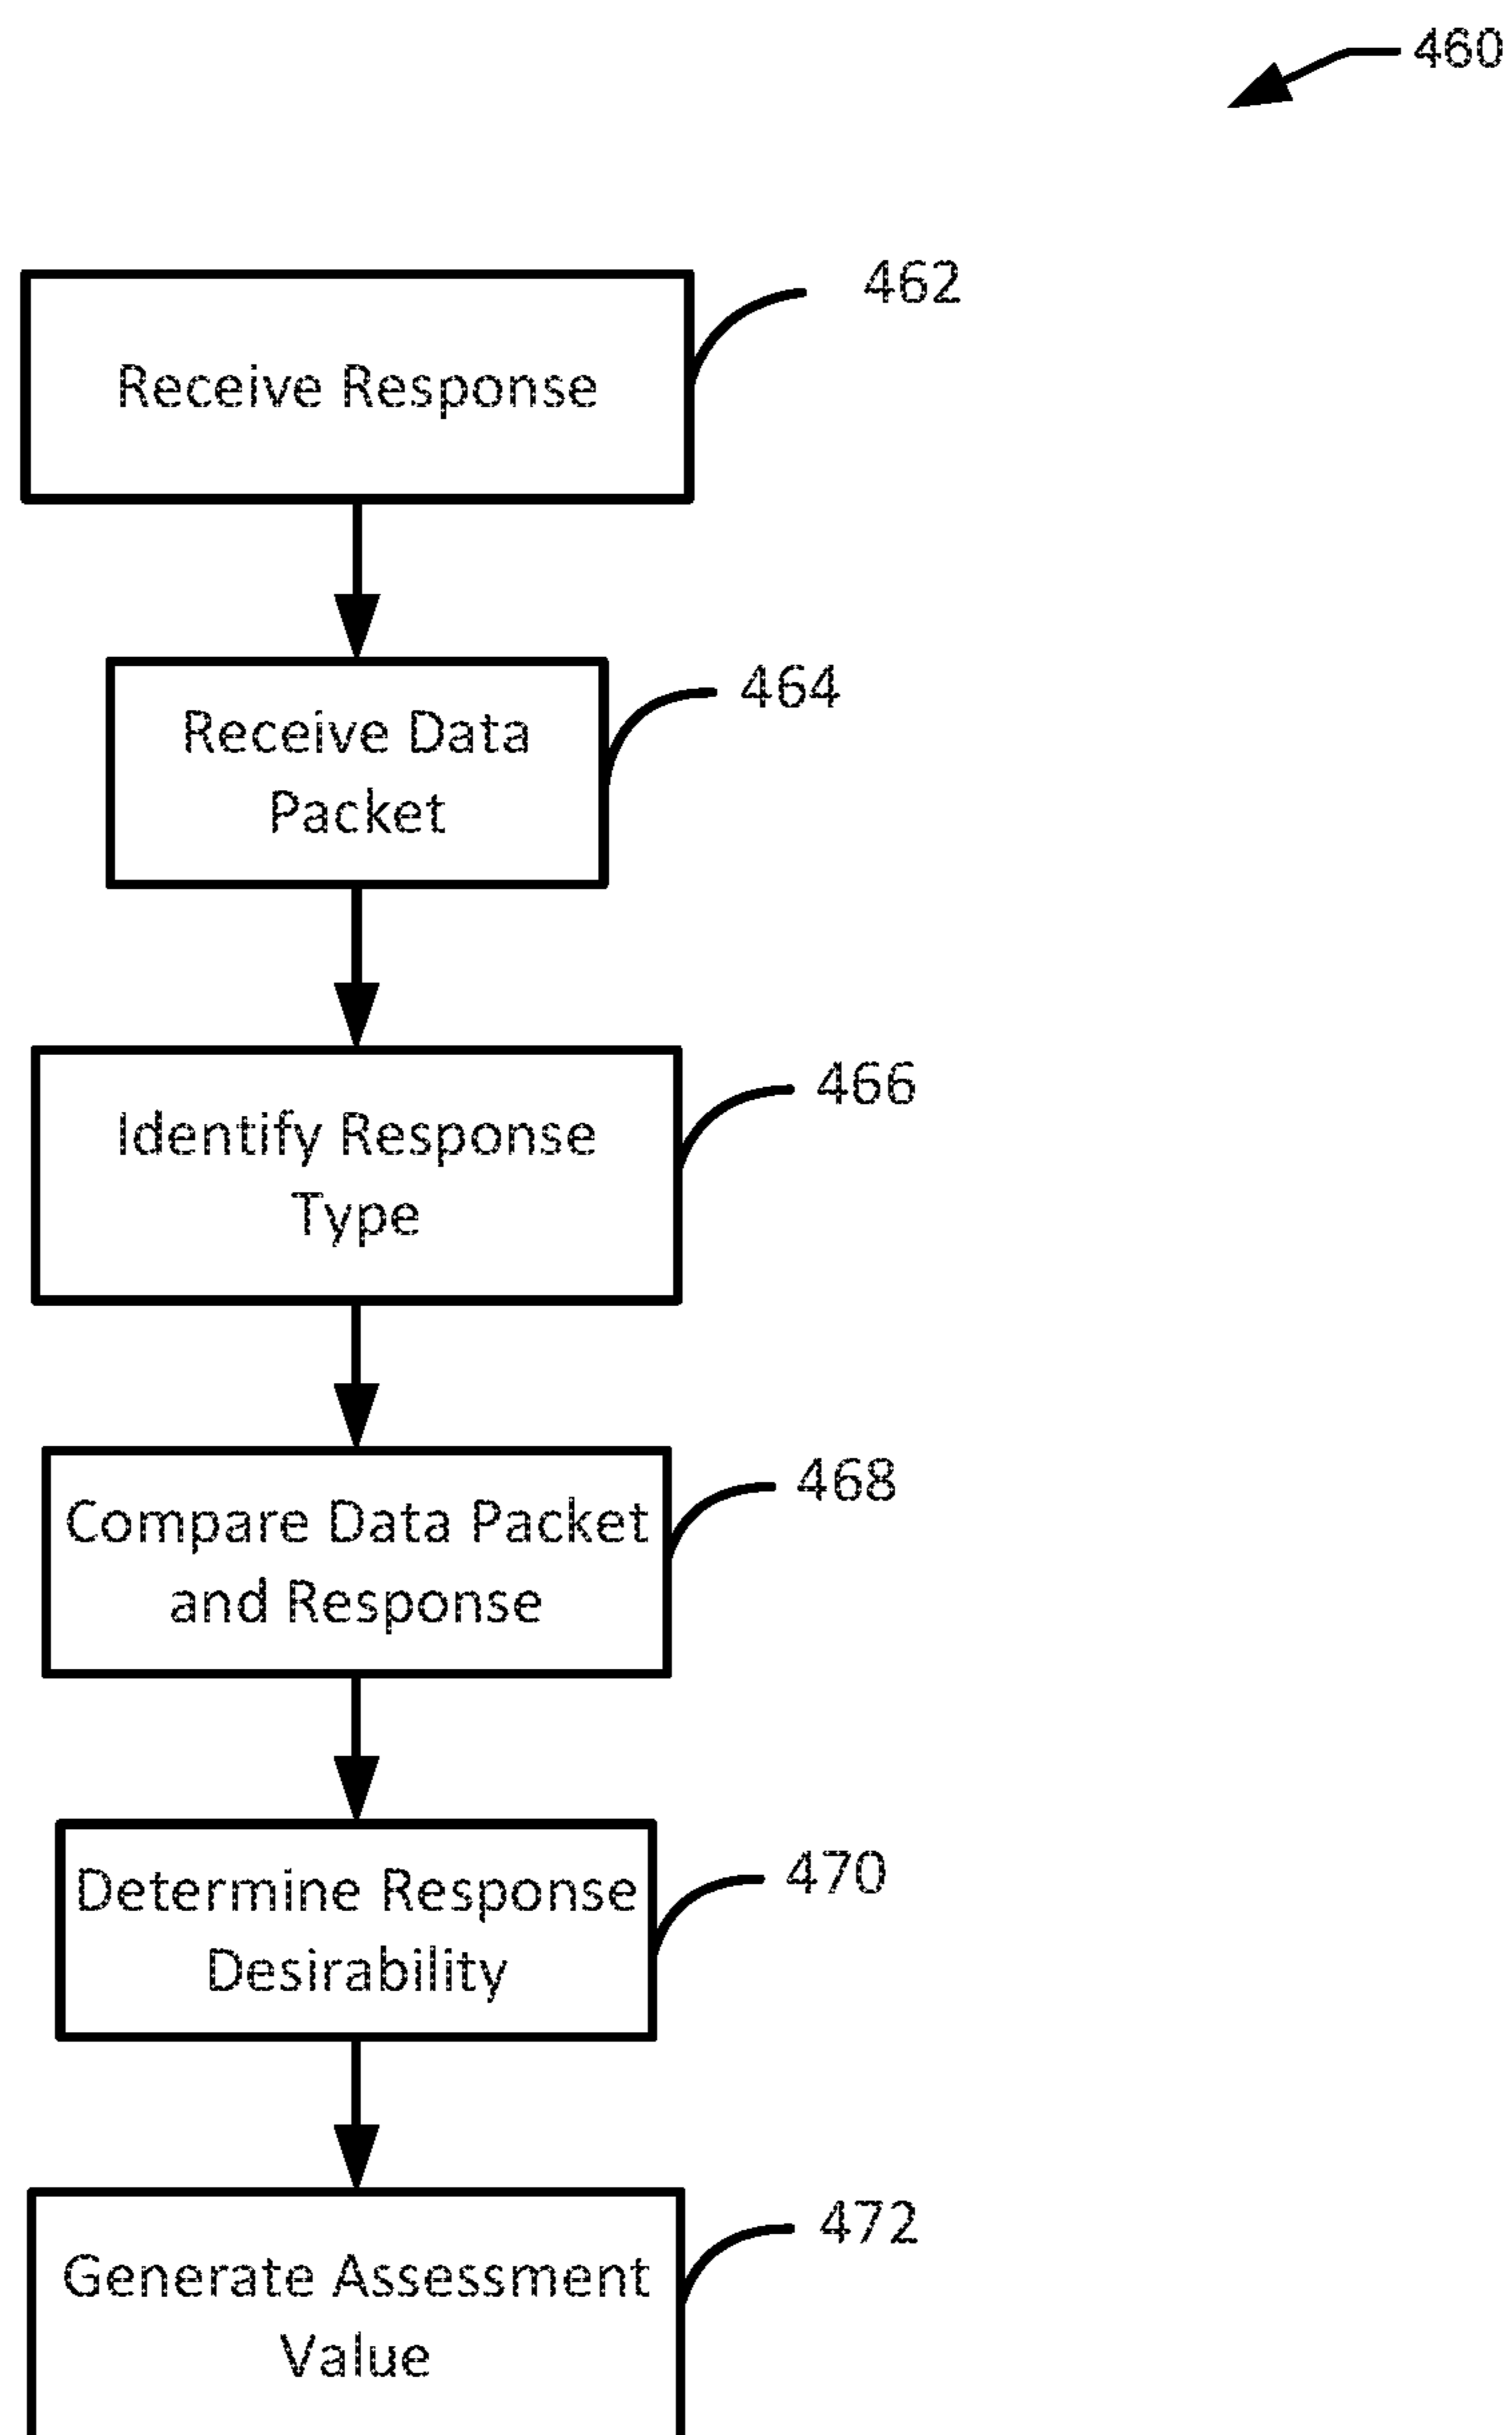 460
462
Receive Response
464
Receive Data
Packet
466
Identify Response
Type
468
Compare Data Packet
and Response
470
Determine Response
Desirability
472
Generate Assessment
Value